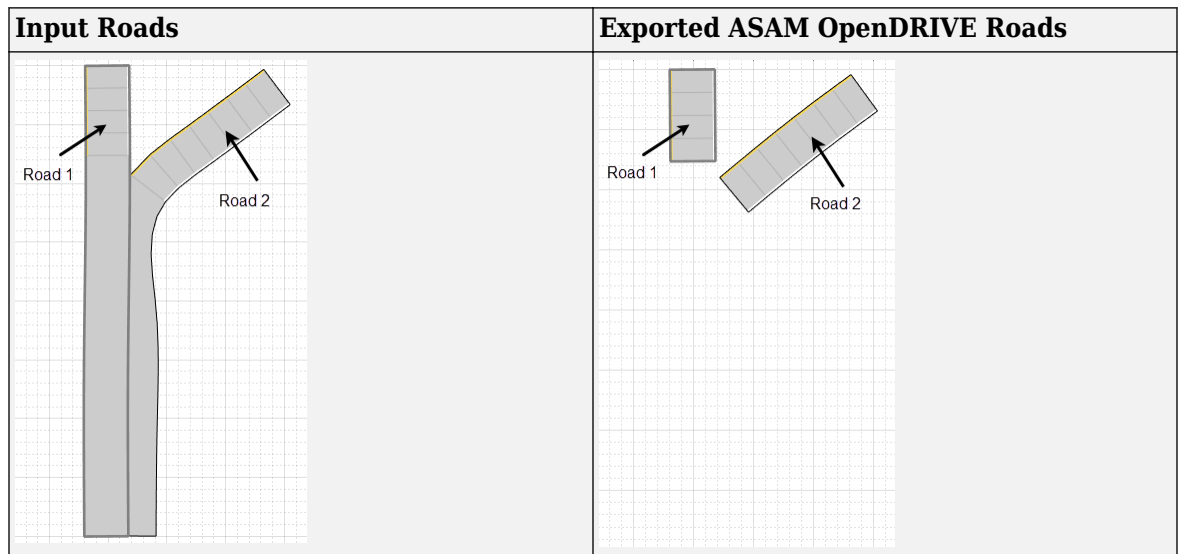 Input Roads
Exported ASAM OpenDRIVE Roads
Road 1
Road 2
Road 1
Road 2